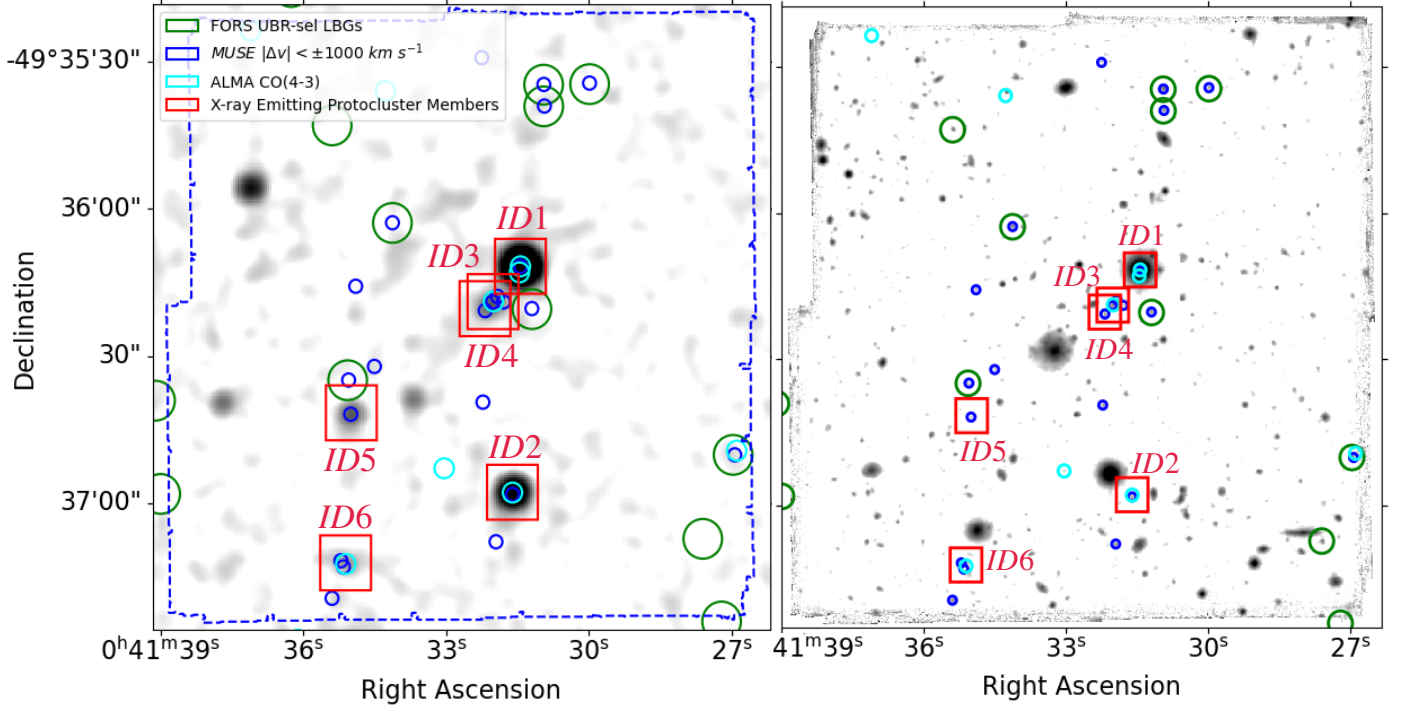 FORS UBR-sel LBGs
MUSE |Δv| < ±1000 km s⁻¹
ALMA CO(4-3)
X-ray Emitting Protocluster Members
-49°35'30"
36'00"
30"
37'00"
Declination
ID1
ID3
ID4
ID2
ID5
ID6
0ʰ41ᵐ39ˢ
36ˢ
33ˢ
30ˢ
27ˢ
Right Ascension
ID1
ID3
ID4
ID5
ID2
ID6
41ᵐ39ˢ
36ˢ
33ˢ
30ˢ
27ˢ
Right Ascension